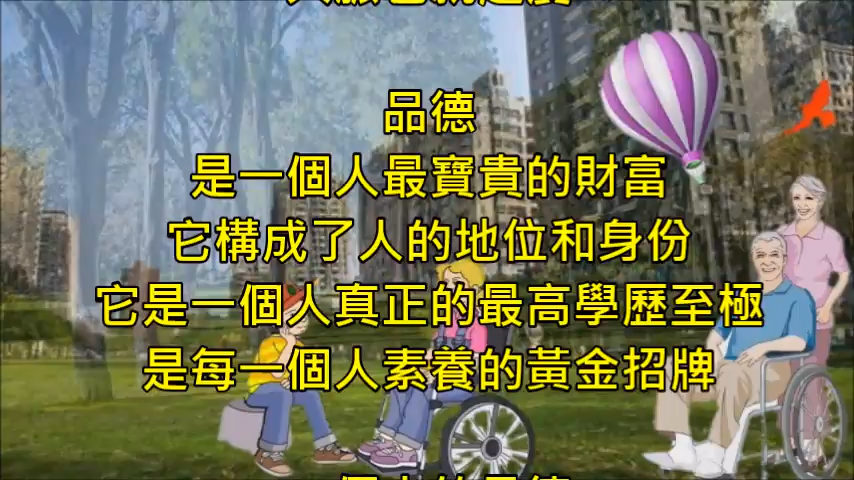 品德
是一個人最寶貴的財富
它構成了人的地位和身份
它是一個人真正的最高學歷至極
是每一個人素養的黃金招牌